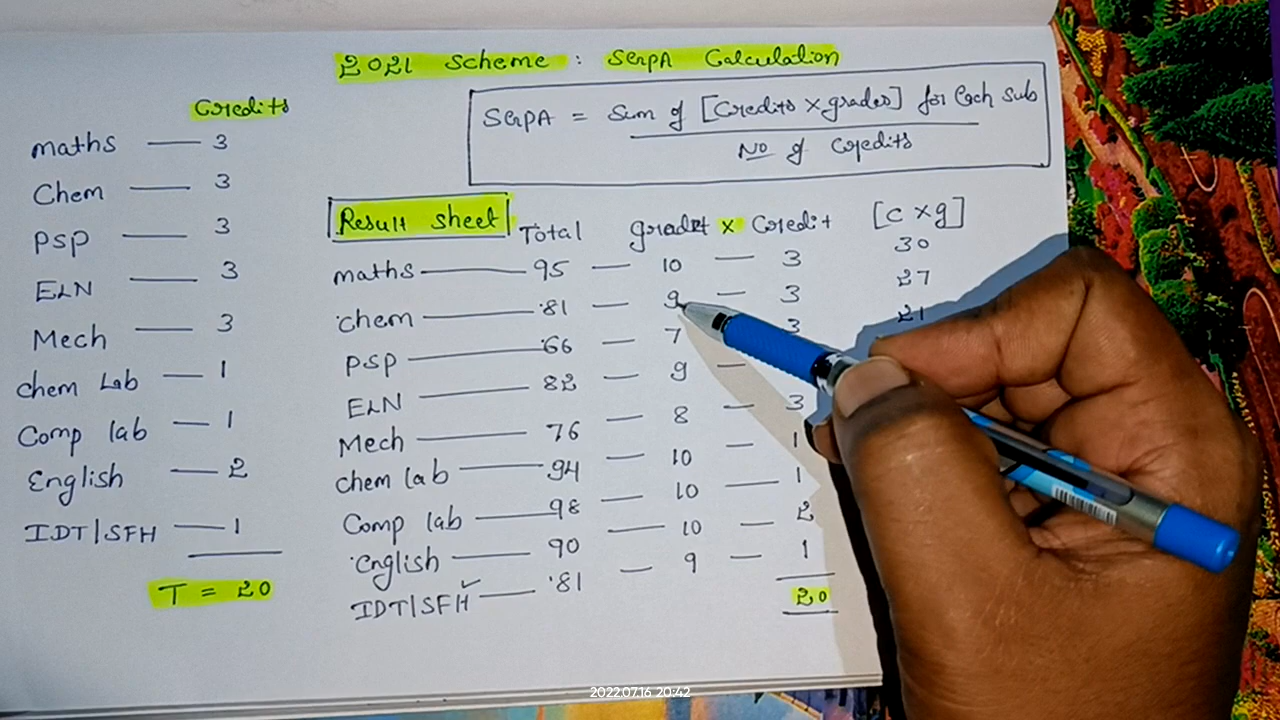 2021 Scheme : SGPA Calculation
Credits
maths — 3
Chem — 3
PSP — 3
ELN — 3
Mech — 3
chem Lab — 1
Comp lab — 1
English — 2
IDT/SFH — 1
T = 20
SGPA = Sum of [Credits x grades] for Each sub
No of Credits
Result sheet Total grade x Credit [c x g]
maths — 95 — 10 — 3 30
chem — 81 — 9 — 3 27
PSP — 66 — 7 3 21
ELN — 82 — 9 —
Mech — 76 — 8 — 3
chem lab — 94 — 10 — 1
Comp lab — 98 — 10 — 1
English — 90 — 10 — 2
IDT/SFH — 81 — 9 — 1
20
2022.07.16 20:42